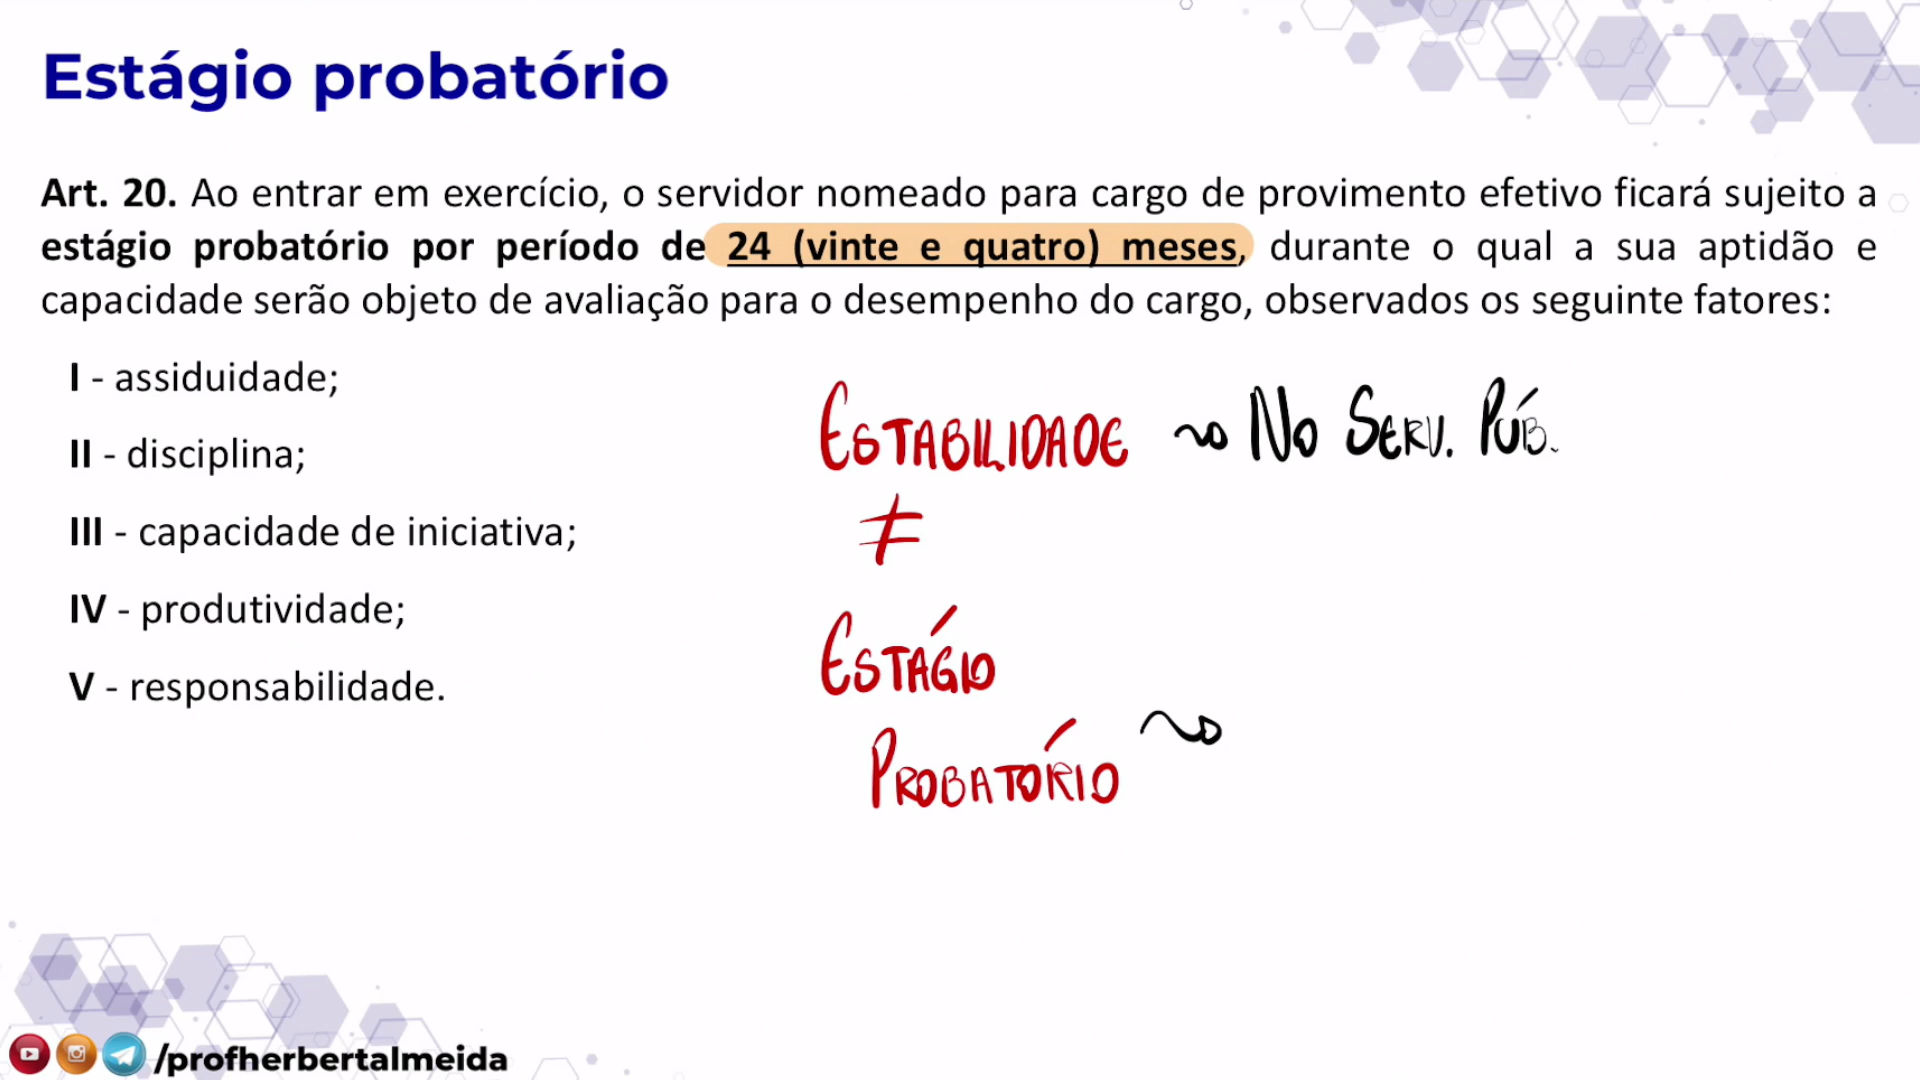 Estágio probatório
Art. 20. Ao entrar em exercício, o servidor nomeado para cargo de provimento efetivo ficará sujeito a
estágio probatório por período de 24 (vinte e quatro) meses, durante o qual a sua aptidão e
capacidade serão objeto de avaliação para o desempenho do cargo, observados os seguinte fatores:
I - assiduidade;
II - disciplina;
III - capacidade de iniciativa;
IV - produtividade;
V - responsabilidade.
ESTABILIDADE ~> No SERV. PÚB.
≠
ESTÁGIO
PROBATÓRIO ~>
/profherbertalmeida